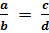 a/b = c/d